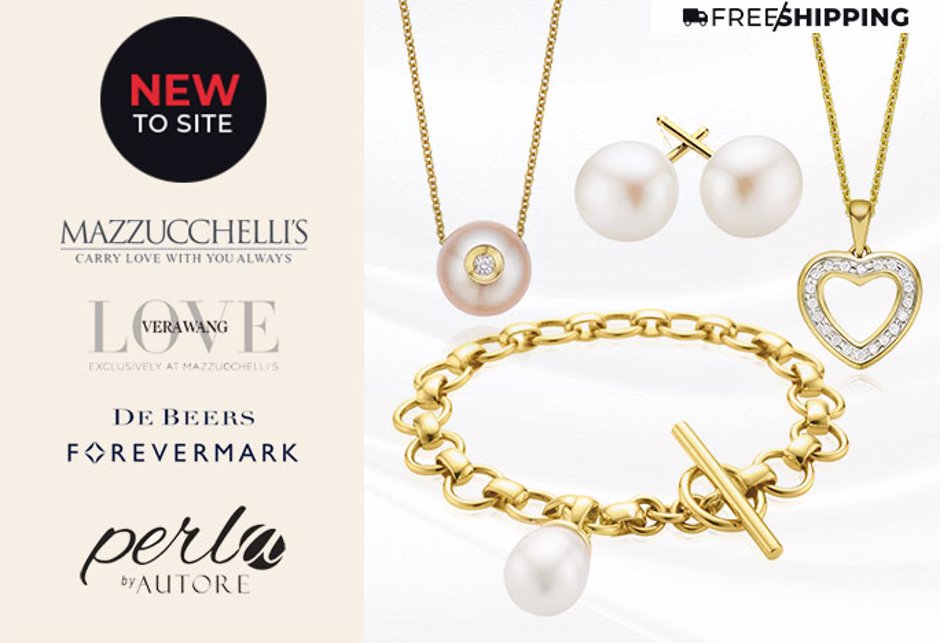 NEW
TO SITE
MAZZUCCHELLI'S
CARRY LOVE WITH YOU ALWAYS
LOVE
VERAWANG
EXCLUSIVELY AT MAZZUCCHELLI'S
DE BEERS
FOREVERMARK
perla
by AUTORE
FREE/SHIPPING